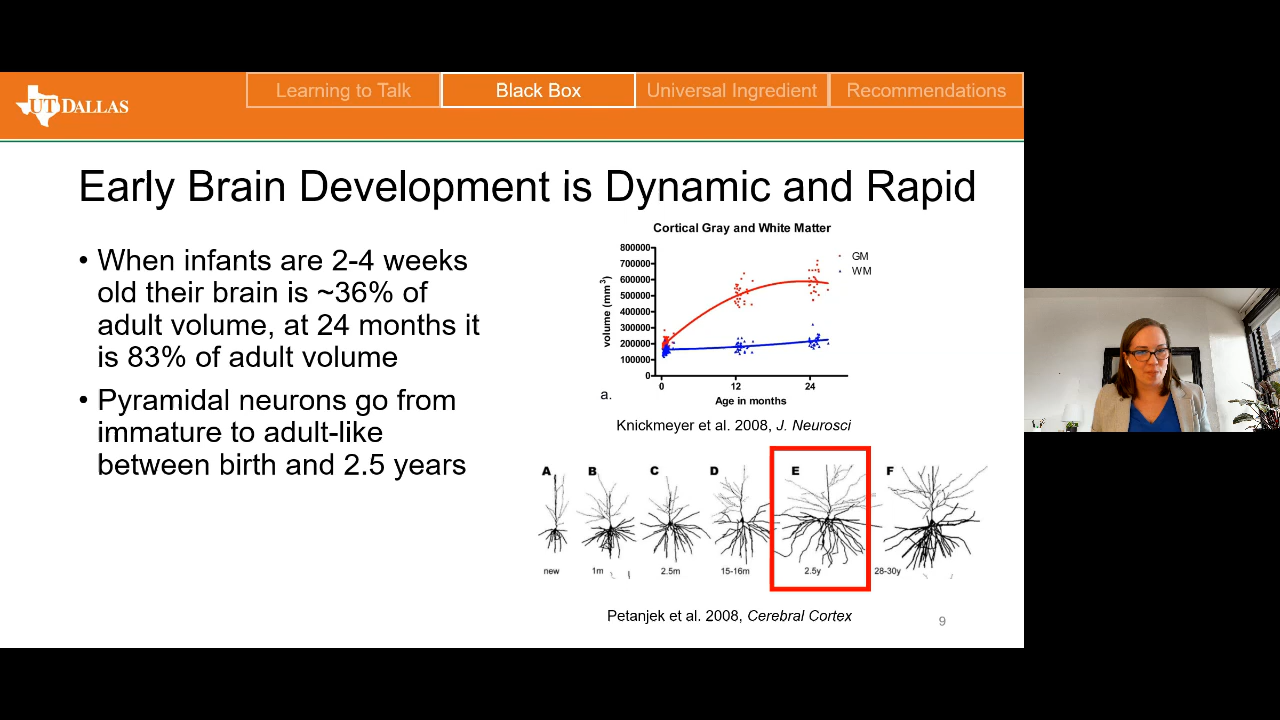 UT DALLAS
Learning to Talk
Black Box
Universal Ingredient
Recommendations
Early Brain Development is Dynamic and Rapid
• When infants are 2-4 weeks
old their brain is ~36% of
adult volume, at 24 months it
is 83% of adult volume
• Pyramidal neurons go from
immature to adult-like
between birth and 2.5 years
Cortical Gray and White Matter
800000
700000
600000
500000
400000
300000
200000
100000
0
volume (mm³)
0 12 24
Age in months
GM
WM
a.
Knickmeyer et al. 2008, J. Neurosci
A B C D E F
new 1m 2.5m 15-16m 2.5y 28-30y
Petanjek et al. 2008, Cerebral Cortex
9